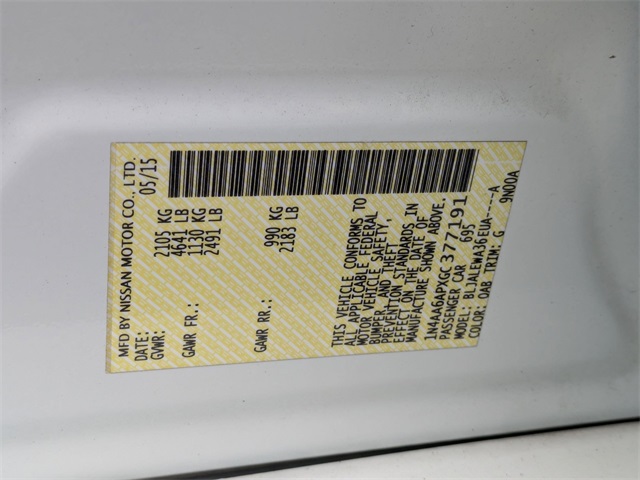 MFD BY NISSAN MOTOR CO., LTD.
DATE: 05/15
GVWR: 2105 KG
4641 LB
GAWR FR.: 1130 KG
2491 LB
GAWR RR.: 990 KG
2183 LB
THIS VEHICLE CONFORMS TO
ALL APPLICABLE FEDERAL
MOTOR VEHICLE SAFETY,
BUMPER, AND THEFT
PREVENTION STANDARDS IN
EFFECT ON THE DATE OF
MANUFACTURE SHOWN ABOVE.
1N4AA6APXGC377191
PASSENGER CAR 695
MODEL: BLJALEWA36EUA-----A
COLOR: QAB TRIM: G 9N00A